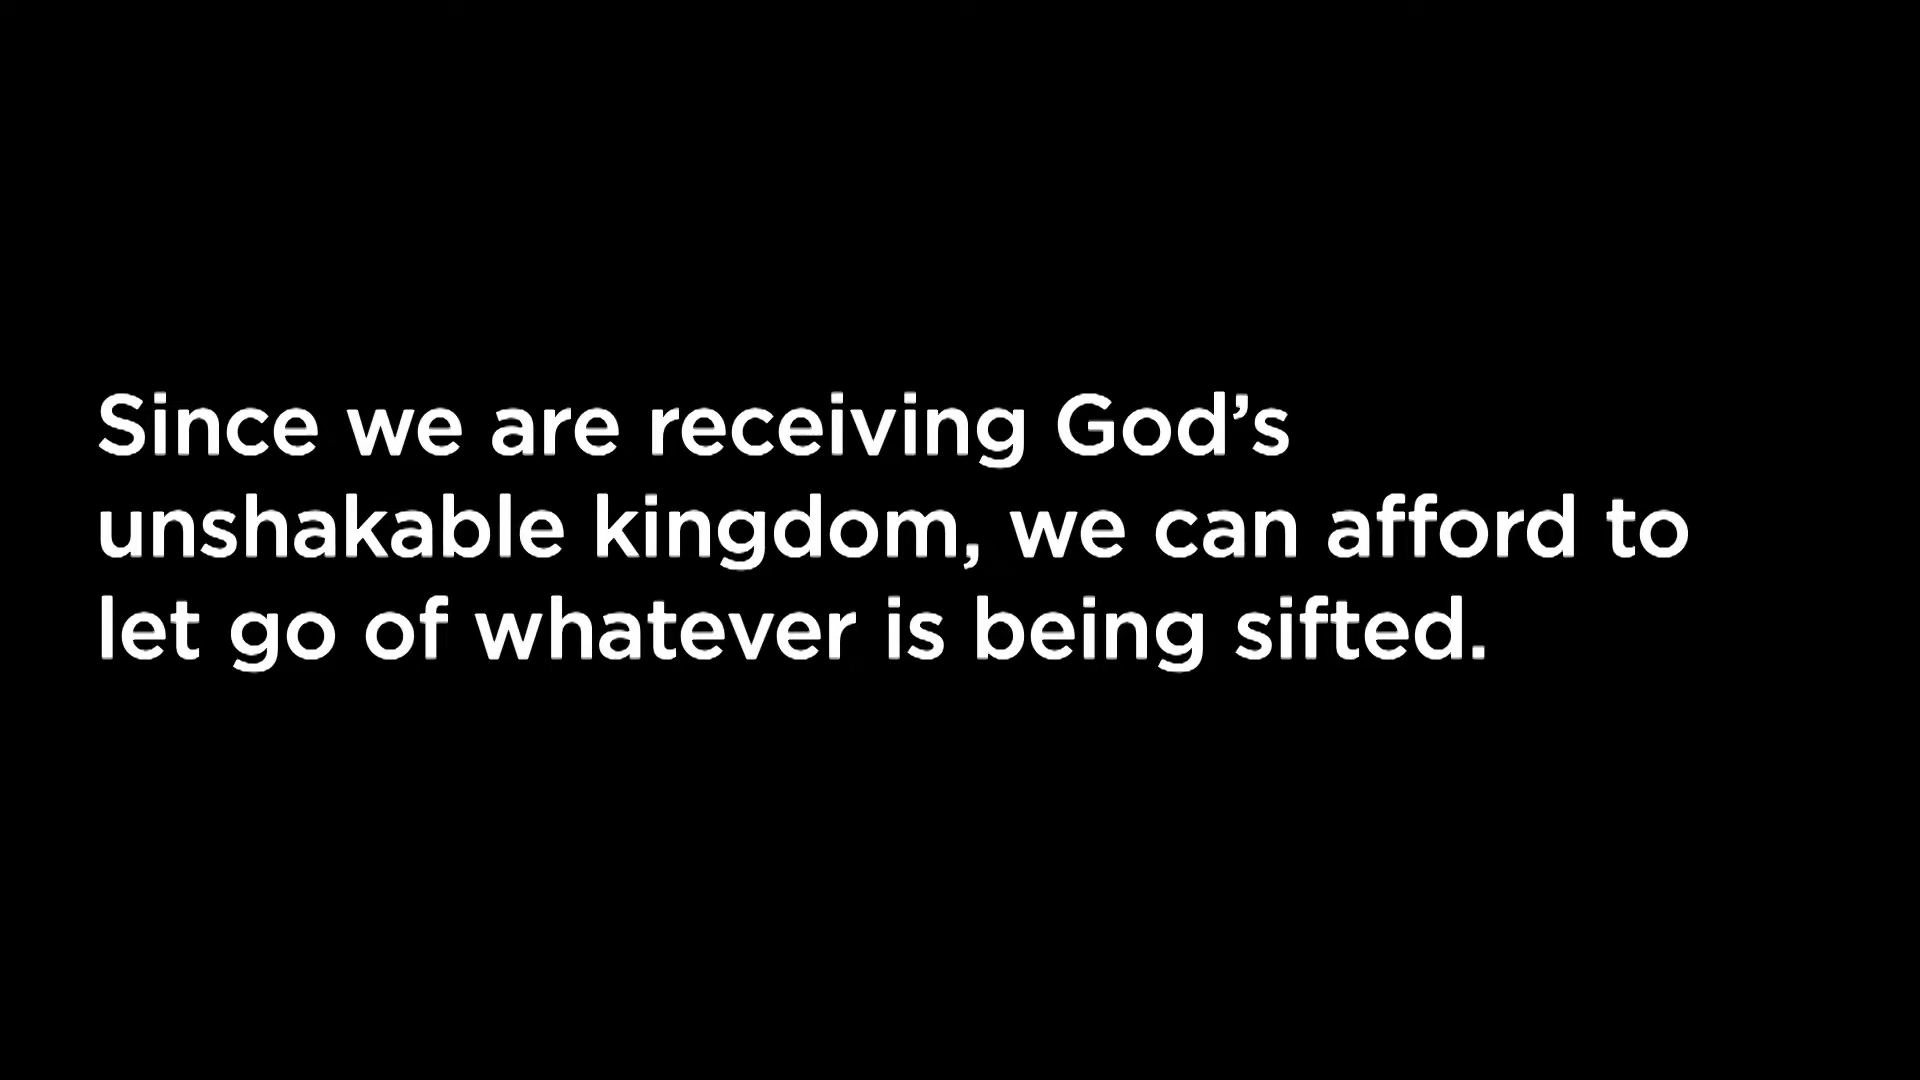 Since we are receiving God’s
unshakable kingdom, we can afford to
let go of whatever is being sifted.